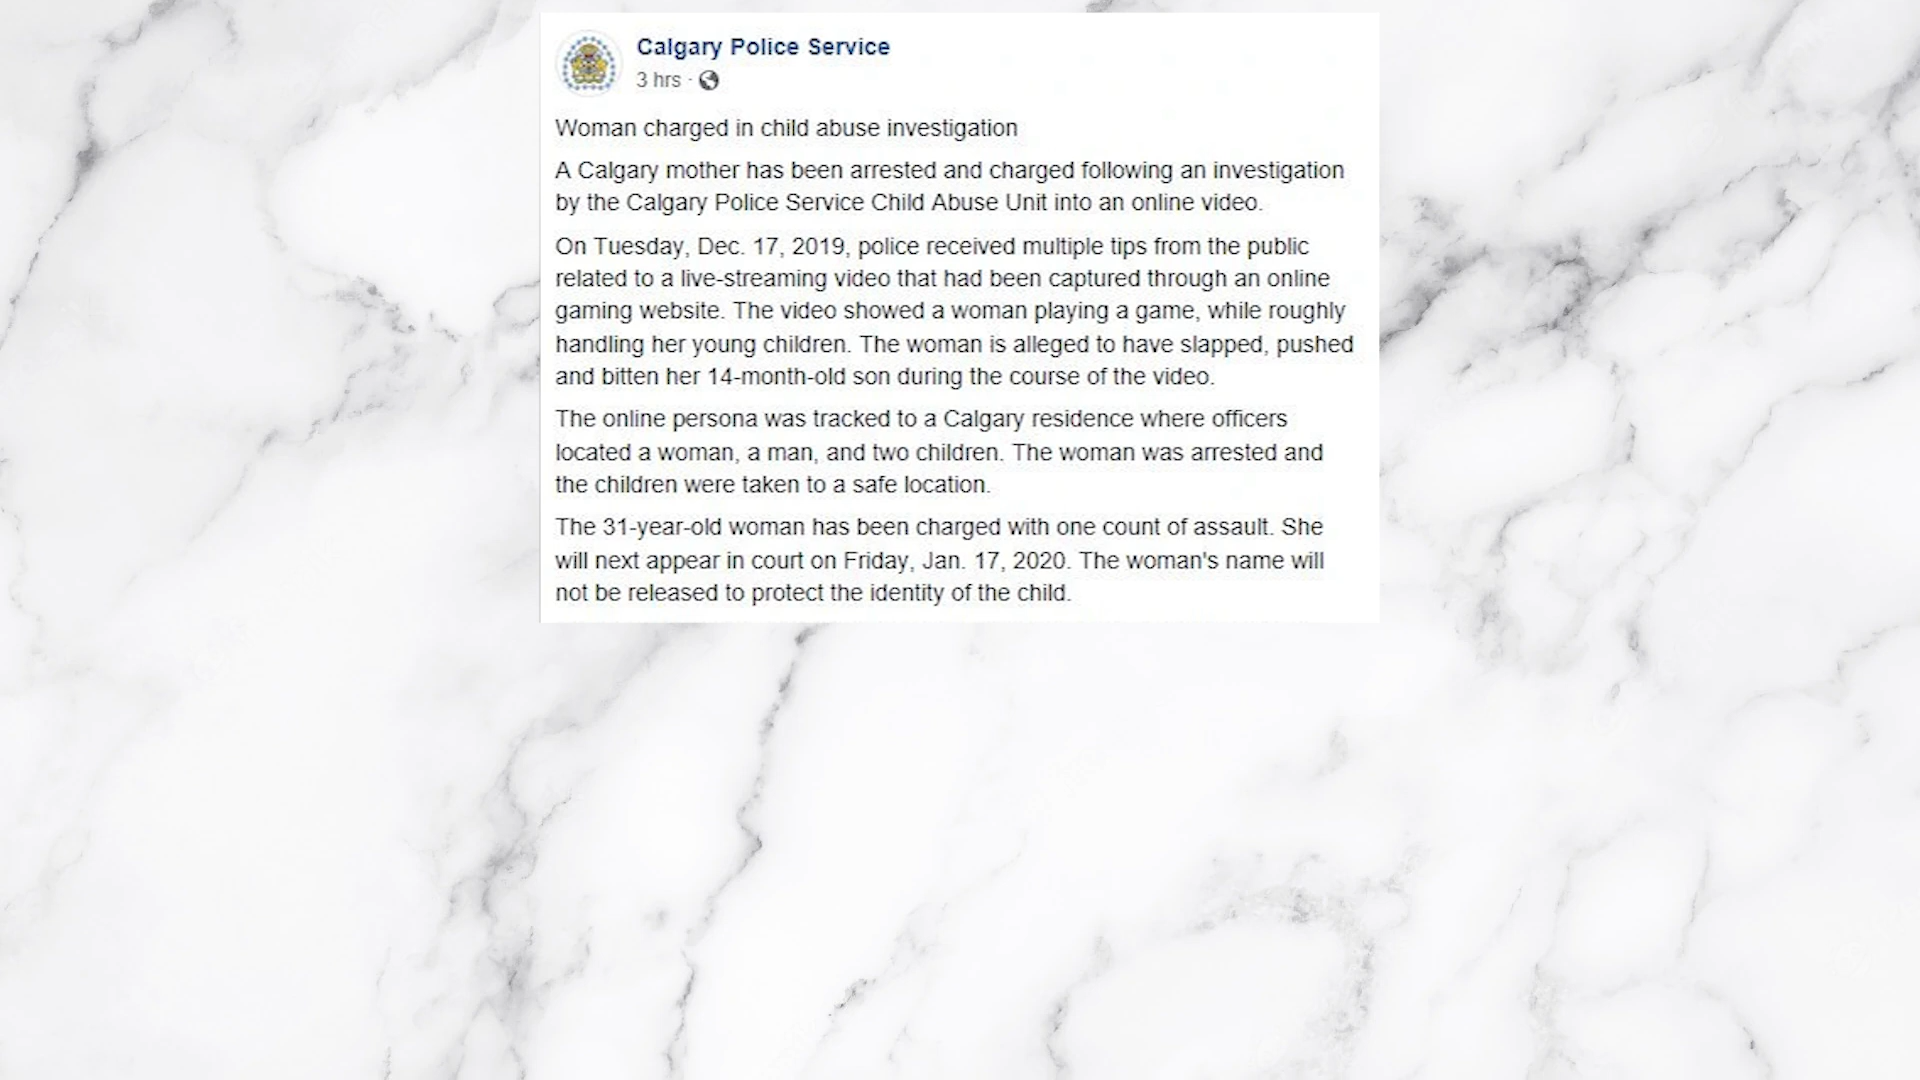 Calgary Police Service
3 hrs ·
Woman charged in child abuse investigation
A Calgary mother has been arrested and charged following an investigation
by the Calgary Police Service Child Abuse Unit into an online video.
On Tuesday, Dec. 17, 2019, police received multiple tips from the public
related to a live-streaming video that had been captured through an online
gaming website. The video showed a woman playing a game, while roughly
handling her young children. The woman is alleged to have slapped, pushed
and bitten her 14-month-old son during the course of the video.
The online persona was tracked to a Calgary residence where officers
located a woman, a man, and two children. The woman was arrested and
the children were taken to a safe location.
The 31-year-old woman has been charged with one count of assault. She
will next appear in court on Friday, Jan. 17, 2020. The woman's name will
not be released to protect the identity of the child.